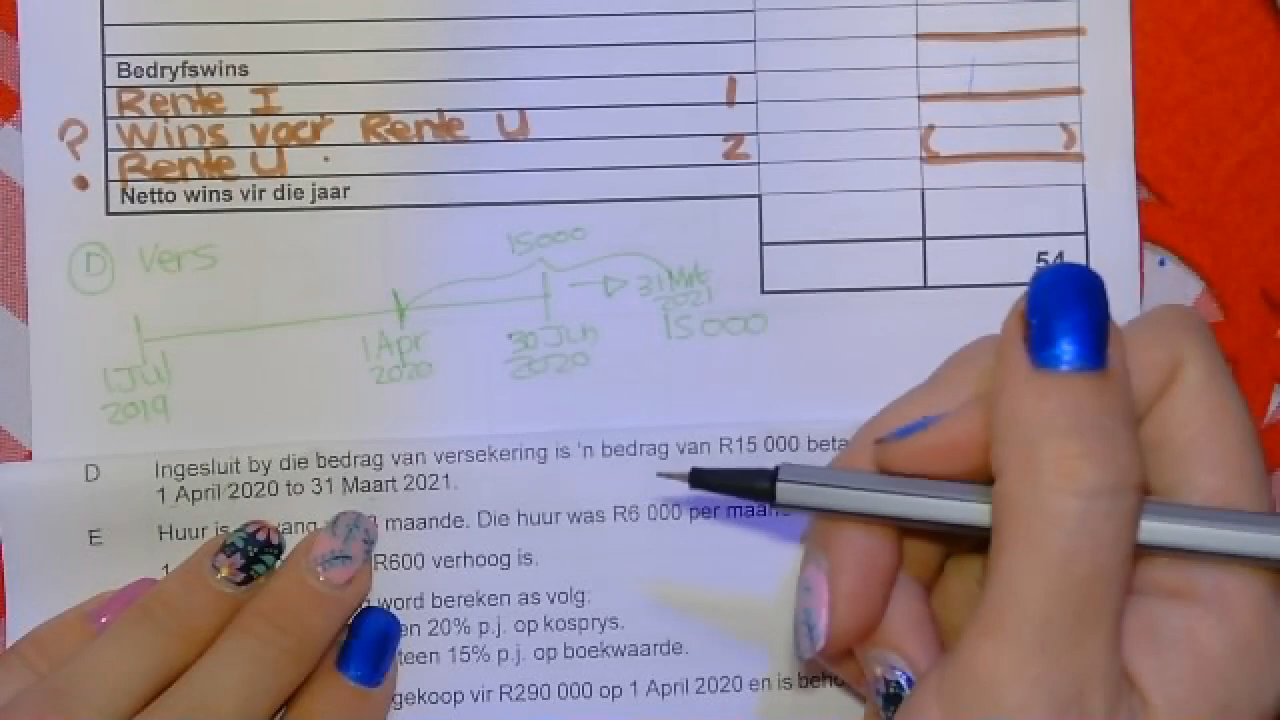 Bedryfswins
Rente I 1
? Wins voor Rente U
Rente U 2 ( )
Netto wins vir die jaar
54
D Vers
15000
1 Jul 2019
1 Apr 2020
30 Jun 2020
31 Mrt 2021
15000
D Ingesluit by die bedrag van versekering is 'n bedrag van R15 000
1 April 2020 to 31 Maart 2021.
E Huur is maande. Die huur was R6 000 per
R600 verhoog is.
word bereken as volg:
20% p.j. op kosprys.
teen 15% p.j. op boekwaarde.
gekoop vir R290 000 op 1 April 2020 en is